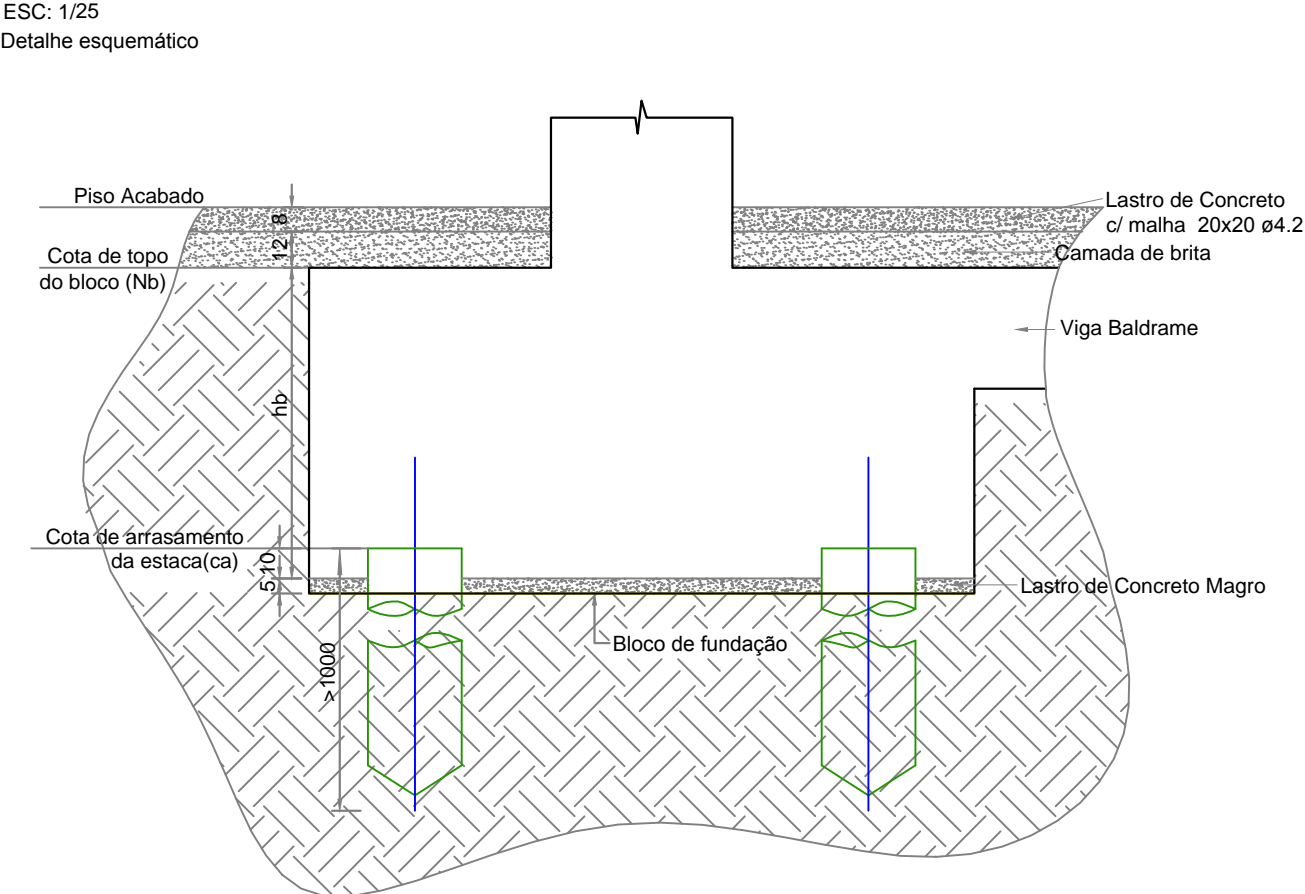 ESC: 1/25
Detalhe esquemático
Piso Acabado
8
Lastro de Concreto
c/ malha 20x20 ø4.2
12
Cota de topo
do bloco (Nb)
Camada de brita
Viga Baldrame
hb
Cota de arrasamento
da estaca(ca)
10
5
Lastro de Concreto Magro
Bloco de fundação
>1000